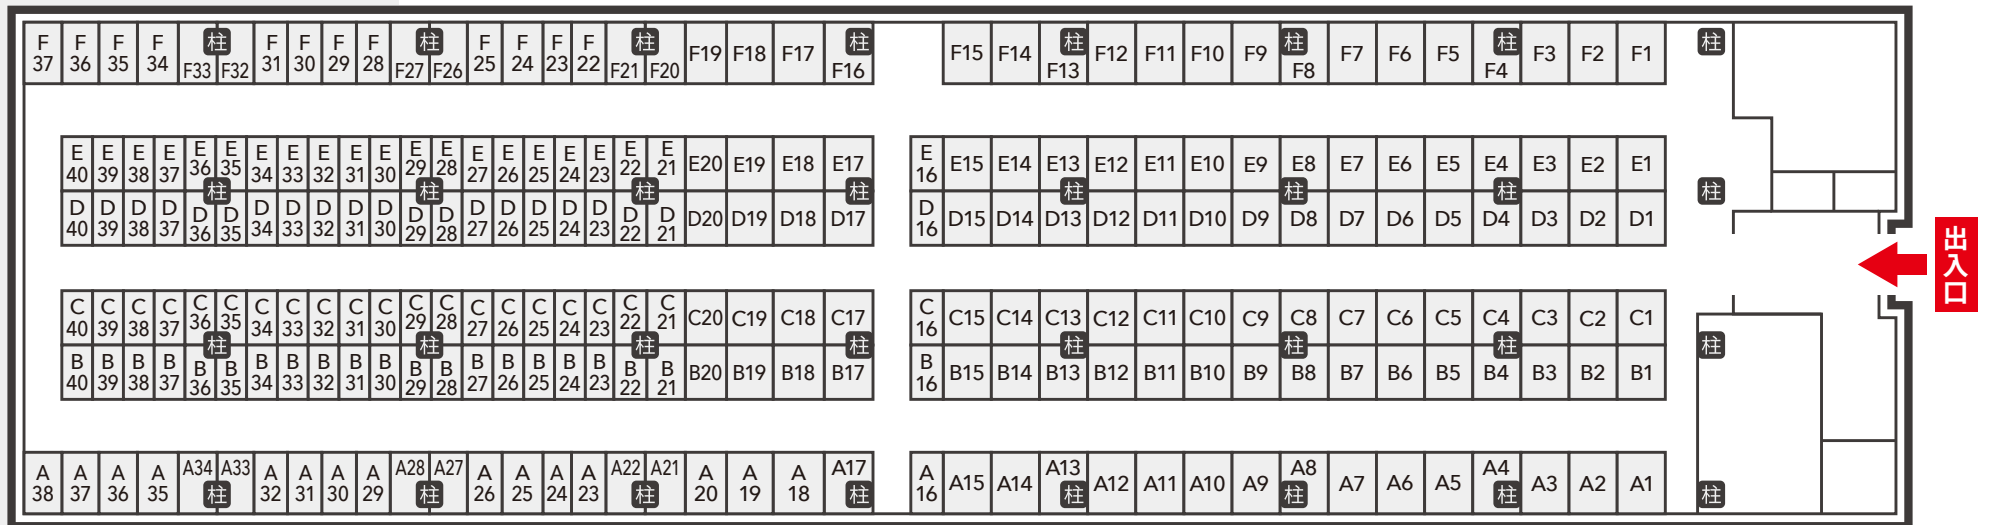 F37 F36 F35 F34 柱 F33 F32 F31 F30 F29 F28 柱 F27 F26 F25 F24 F23 F22 柱 F21 F20 F19 F18 F17 柱 F16 F15 F14 柱 F13 F12 F11 F10 F9 柱 F8 F7 F6 F5 柱 F4 F3 F2 F1 柱
E40 E39 E38 E37 E36 E35 E34 E33 E32 E31 E30 E29 E28 E27 E26 E25 E24 E23 E22 E21 E20 E19 E18 E17 E16 E15 E14 E13 E12 E11 E10 E9 E8 E7 E6 E5 E4 E3 E2 E1
柱 柱 柱 柱 柱 柱 柱 柱
D40 D39 D38 D37 D36 D35 D34 D33 D32 D31 D30 D29 D28 D27 D26 D25 D24 D23 D22 D21 D20 D19 D18 D17 D16 D15 D14 D13 D12 D11 D10 D9 D8 D7 D6 D5 D4 D3 D2 D1
出入口
C40 C39 C38 C37 C36 C35 C34 C33 C32 C31 C30 C29 C28 C27 C26 C25 C24 C23 C22 C21 C20 C19 C18 C17 C16 C15 C14 C13 C12 C11 C10 C9 C8 C7 C6 C5 C4 C3 C2 C1
柱 柱 柱 柱 柱 柱 柱 柱
B40 B39 B38 B37 B36 B35 B34 B33 B32 B31 B30 B29 B28 B27 B26 B25 B24 B23 B22 B21 B20 B19 B18 B17 B16 B15 B14 B13 B12 B11 B10 B9 B8 B7 B6 B5 B4 B3 B2 B1
A38 A37 A36 A35 A34 A33 柱 A32 A31 A30 A29 A28 A27 柱 A26 A25 A24 A23 A22 A21 柱 A20 A19 A18 A17 柱 A16 A15 A14 A13 柱 A12 A11 A10 A9 A8 柱 A7 A6 A5 A4 柱 A3 A2 A1 柱